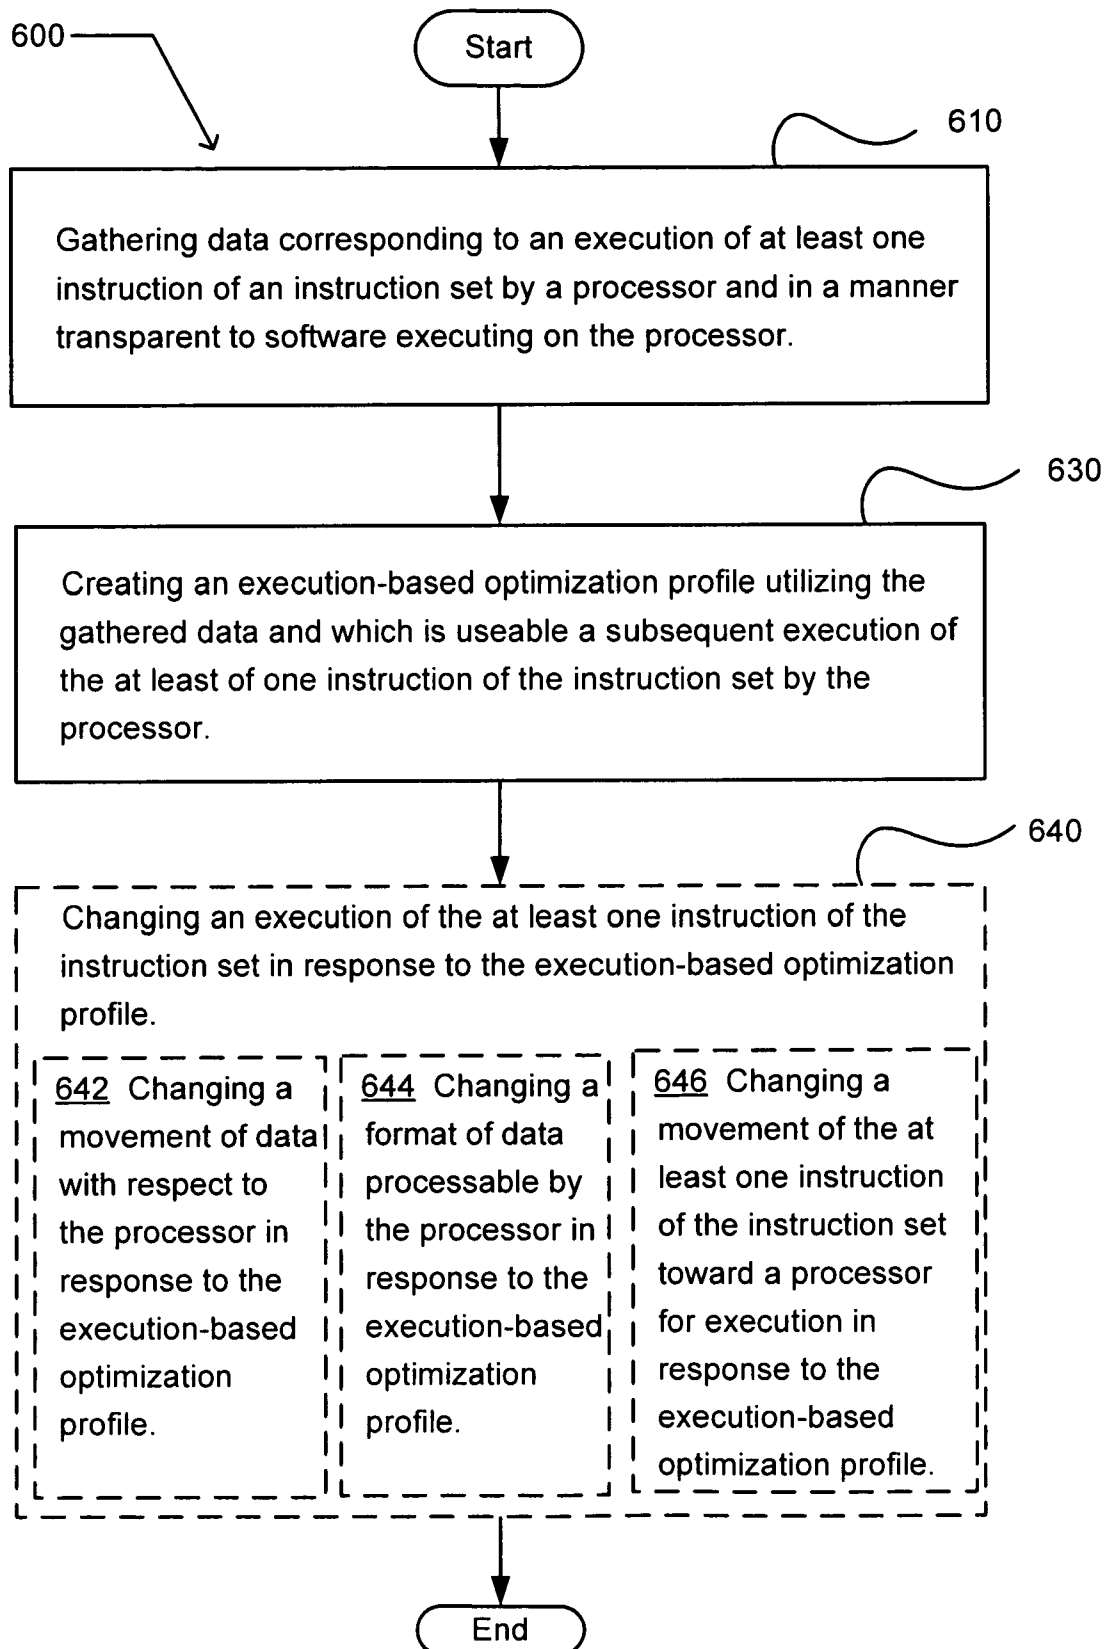 600
Start
610
Gathering data corresponding to an execution of at least one
instruction of an instruction set by a processor and in a manner
transparent to software executing on the processor.
630
Creating an execution-based optimization profile utilizing the
gathered data and which is useable a subsequent execution of
the at least of one instruction of the instruction set by the
processor.
640
Changing an execution of the at least one instruction of the
instruction set in response to the execution-based optimization
profile.
642 Changing a
movement of data
with respect to
the processor in
response to the
execution-based
optimization
profile.
644 Changing a
format of data
processable by
the processor in
response to the
execution-based
optimization
profile.
646 Changing a
movement of the at
least one instruction
of the instruction set
toward a processor
for execution in
response to the
execution-based
optimization profile.
End